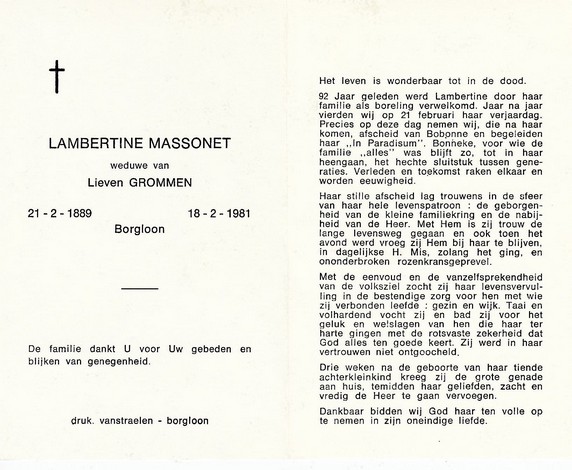 LAMBERTINE MASSONET
weduwe van
Lieven GROMMEN
21 - 2 - 1889 18 - 2 - 1981
Borgloon
De familie dankt U voor Uw gebeden en
blijken van genegenheid.
druk. vanstraelen - borgloon
Het leven is wonderbaar tot in de dood.
92 Jaar geleden werd Lambertine door haar
familie als boreling verwelkomd. Jaar na jaar
vierden wij op 21 februari haar verjaardag.
Precies op deze dag nemen wij, die na haar
komen, afscheid van Bobpnne en begeleiden
haar ,,In Paradisum". Bonneke, voor wie de
familie ,,alles" was blijft zo, tot in haar
heengaan, het hechte sluitstuk tussen gene-
raties. Verleden en toekomst raken elkaar en
worden eeuwigheid.
Haar stille afscheid lag trouwens in de sfeer
van haar hele levenspatroon : de geborgen-
heid van de kleine familiekring en de nabij-
heid van de Heer. Met Hem is zij trouw de
lange levensweg gegaan en ook toen het
avond werd vroeg zij Hem bij haar te blijven,
in dagelijkse H. Mis, zolang het ging, en
ononderbroken rozenkransgeprevel.
Met de eenvoud en de vanzelfsprekendheid
van de volksziel zocht zij haar levensvervul-
ling in de bestendige zorg voor hen met wie
zij verbonden leefde : gezin en wijk. Taai en
volhardend vocht zij en bad zij voor het
geluk en welslagen van hen die haar ter
harte gingen met de rotsvaste zekerheid dat
God alles ten goede keert. Zij werd in haar
vertrouwen niet ontgoocheld.
Drie weken na de geboorte van haar tiende
achterkleinkind kreeg zij de grote genade
aan huis, temidden haar geliefden, zacht en
vredig de Heer te gaan vervoegen.
Dankbaar bidden wij God haar ten volle op
te nemen in zijn oneindige liefde.